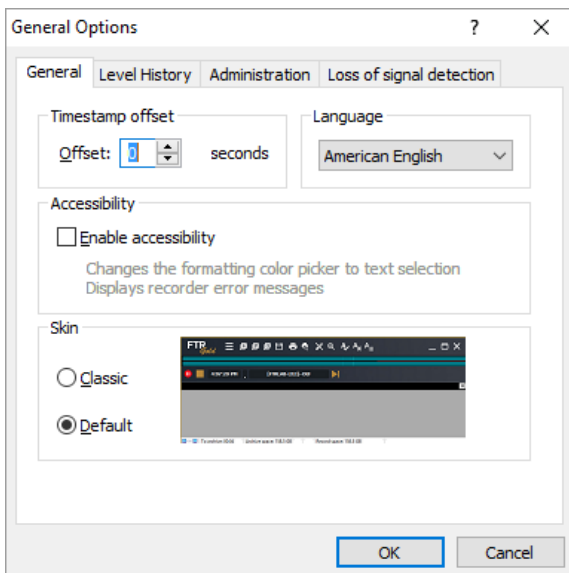 General Options
General Level History Administration Loss of signal detection
Timestamp offset
Offset: 0 seconds
Language
American English
Accessibility
Enable accessibility
Changes the formatting color picker to text selection
Displays recorder error messages
Skin
Classic
Default
FTR
Gold
OK Cancel